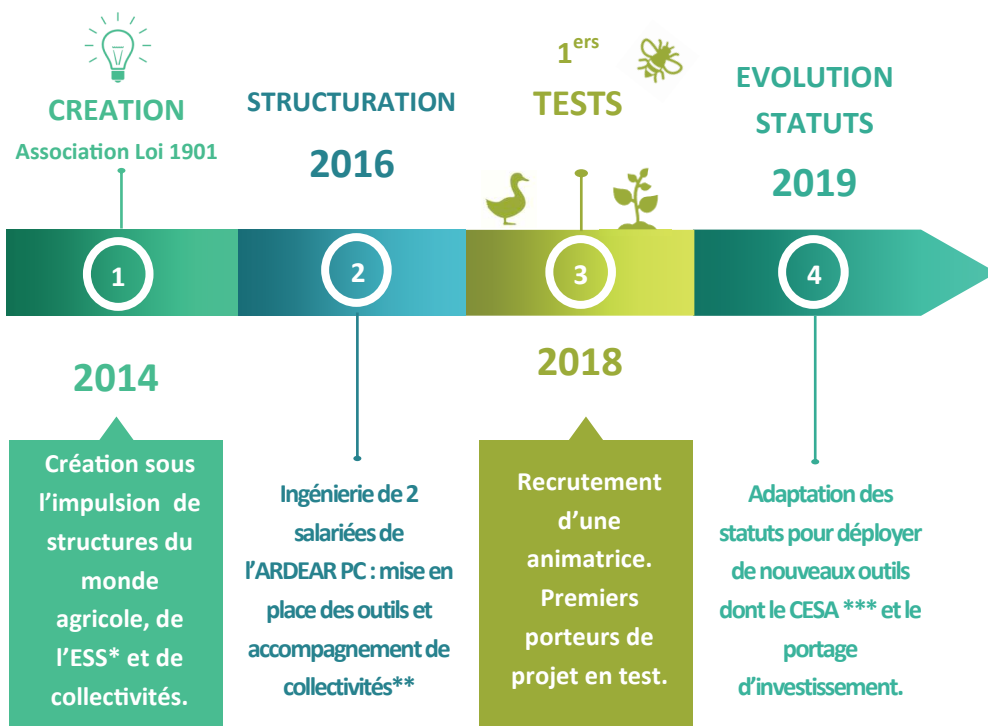 CREATION
Association Loi 1901
1
2014
Création sous
l'impulsion de
structures du
monde
agricole, de
l'ESS* et de
collectivités.
STRUCTURATION
2016
2
Ingénierie de 2
salariées de
l'ARDEAR PC : mise en
place des outils et
accompagnement de
collectivités**
1ers
TESTS
3
2018
Recrutement
d'une
animatrice.
Premiers
porteurs de
projet en test.
EVOLUTION
STATUTS
2019
4
Adaptation des
statuts pour déployer
de nouveaux outils
dont le CESA *** et le
portage
d'investissement.